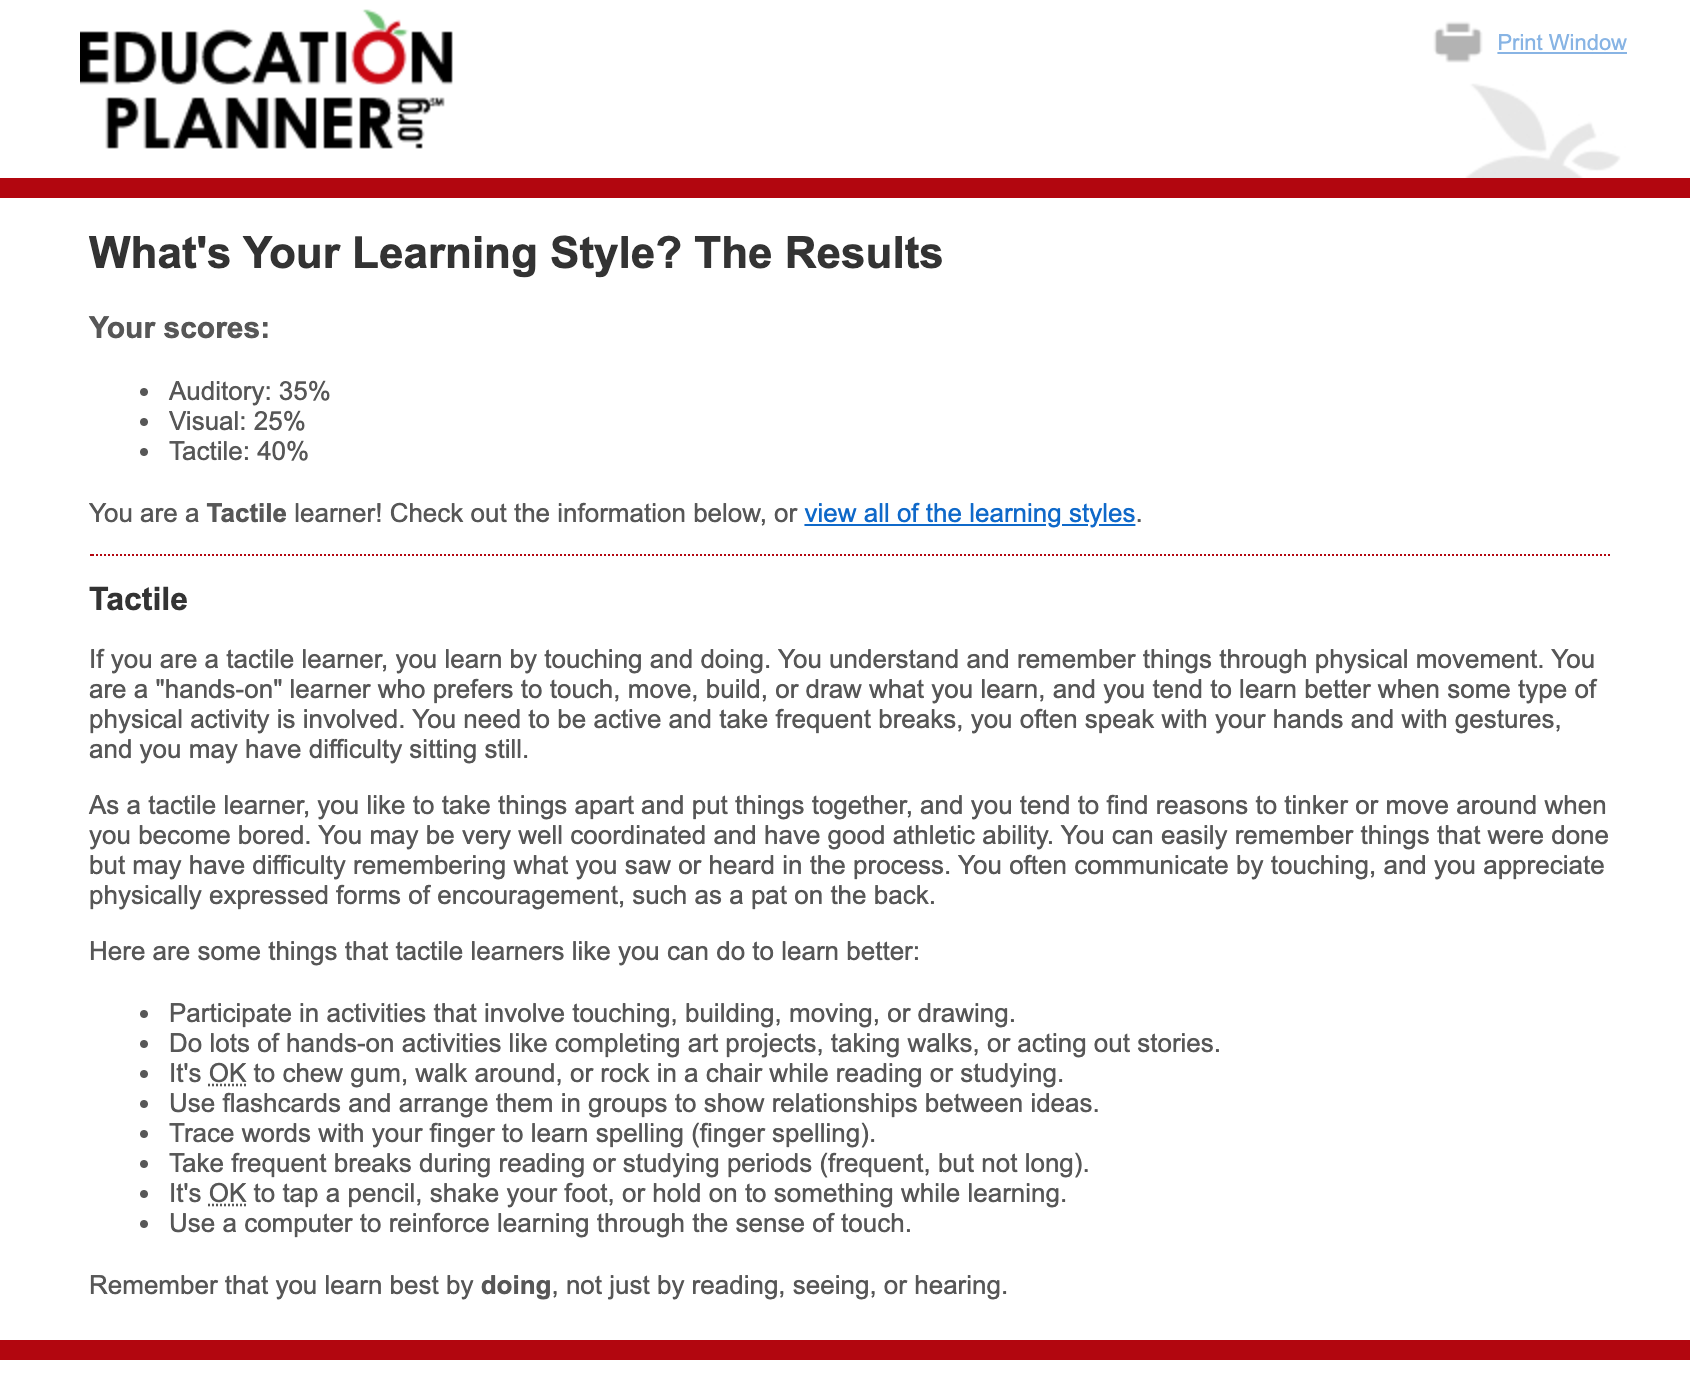 EDUCATION
PLANNER.org℠
Print Window
What's Your Learning Style? The Results
Your scores:
• Auditory: 35%
• Visual: 25%
• Tactile: 40%
You are a Tactile learner! Check out the information below, or view all of the learning styles.
Tactile
If you are a tactile learner, you learn by touching and doing. You understand and remember things through physical movement. You
are a "hands-on" learner who prefers to touch, move, build, or draw what you learn, and you tend to learn better when some type of
physical activity is involved. You need to be active and take frequent breaks, you often speak with your hands and with gestures,
and you may have difficulty sitting still.
As a tactile learner, you like to take things apart and put things together, and you tend to find reasons to tinker or move around when
you become bored. You may be very well coordinated and have good athletic ability. You can easily remember things that were done
but may have difficulty remembering what you saw or heard in the process. You often communicate by touching, and you appreciate
physically expressed forms of encouragement, such as a pat on the back.
Here are some things that tactile learners like you can do to learn better:
• Participate in activities that involve touching, building, moving, or drawing.
• Do lots of hands-on activities like completing art projects, taking walks, or acting out stories.
• It's OK to chew gum, walk around, or rock in a chair while reading or studying.
• Use flashcards and arrange them in groups to show relationships between ideas.
• Trace words with your finger to learn spelling (finger spelling).
• Take frequent breaks during reading or studying periods (frequent, but not long).
• It's OK to tap a pencil, shake your foot, or hold on to something while learning.
• Use a computer to reinforce learning through the sense of touch.
Remember that you learn best by doing, not just by reading, seeing, or hearing.